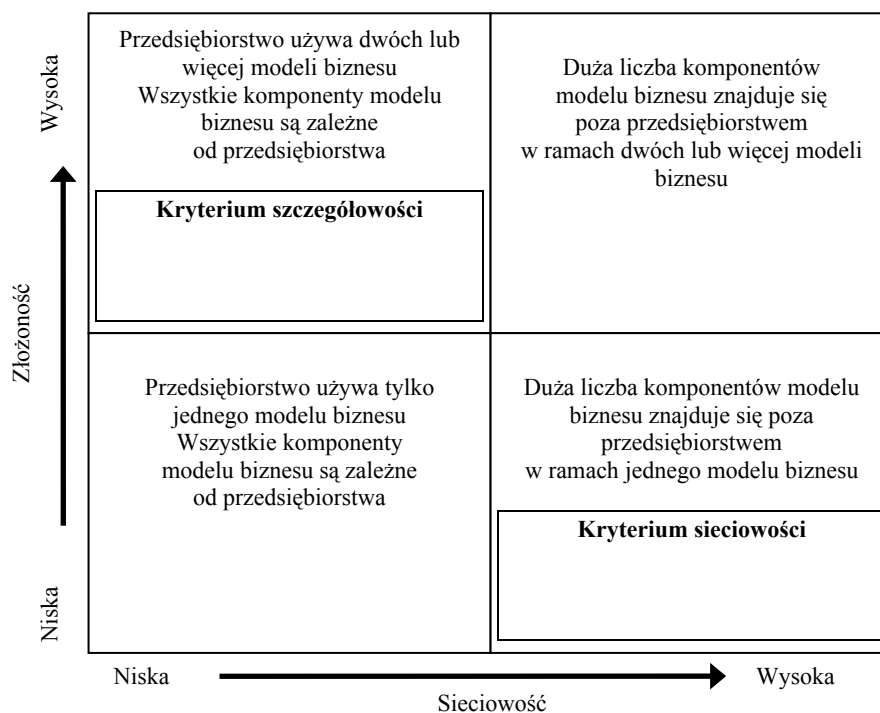 Wysoka
Złożoność
Niska
Przedsiębiorstwo używa dwóch lub
więcej modeli biznesu
Wszystkie komponenty modelu
biznesu są zależne
od przedsiębiorstwa
Kryterium szczegółowości
Duża liczba komponentów
modelu biznesu znajduje się
poza przedsiębiorstwem
w ramach dwóch lub więcej modeli
biznesu
Przedsiębiorstwo używa tylko
jednego modelu biznesu
Wszystkie komponenty
modelu biznesu są zależne
od przedsiębiorstwa
Duża liczba komponentów modelu
biznesu znajduje się poza
przedsiębiorstwem
w ramach jednego modelu biznesu
Kryterium sieciowości
Niska
Wysoka
Sieciowość